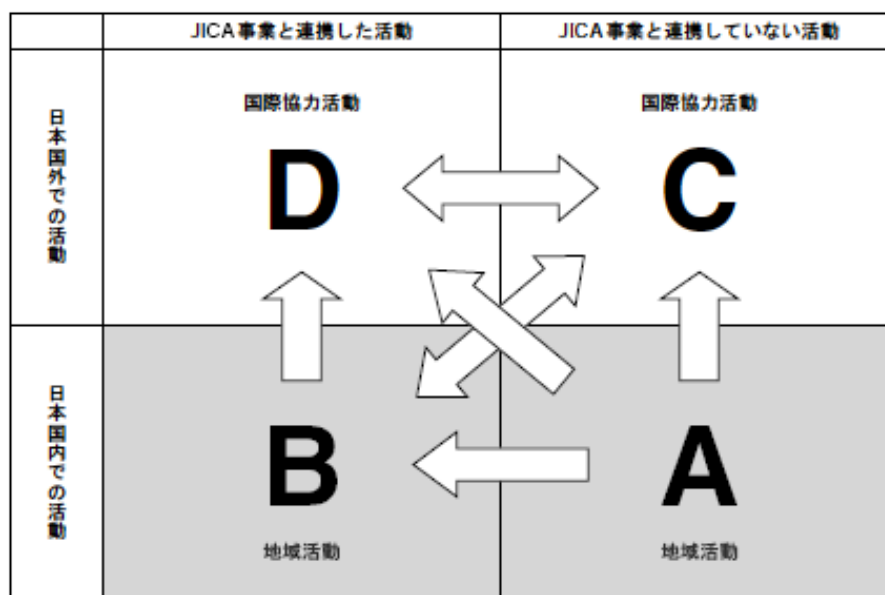 JICA事業と連携した活動
JICA事業と連携していない活動
日本国外での活動
国際協力活動
D
国際協力活動
C
日本国内での活動
B
地域活動
A
地域活動